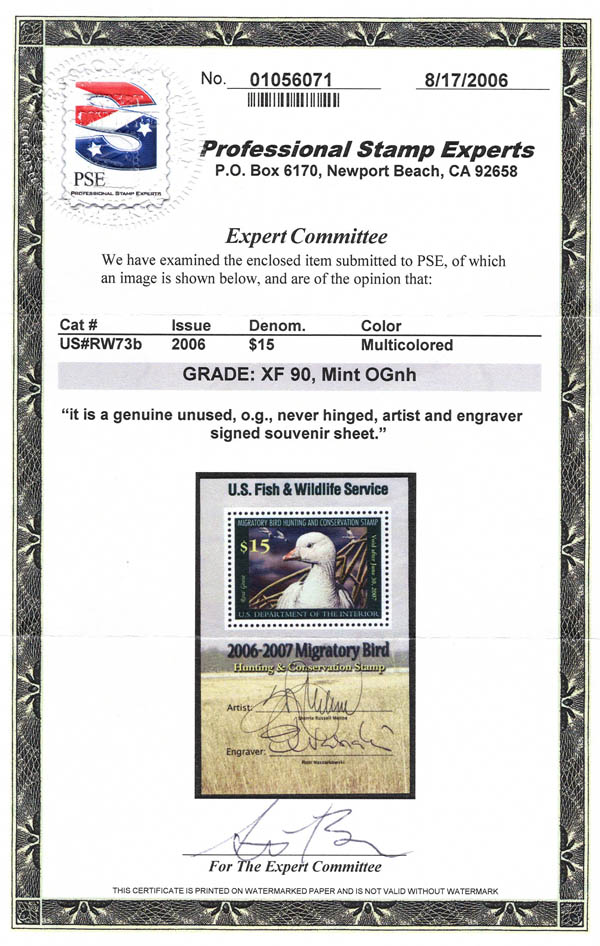 No. 01056071 8/17/2006
PSE
PROFESSIONAL STAMP EXPERTS
Professional Stamp Experts
P.O. Box 6170, Newport Beach, CA 92658
Expert Committee
We have examined the enclosed item submitted to PSE, of which
an image is shown below, and are of the opinion that:
Cat # Issue Denom. Color
US#RW73b 2006 $15 Multicolored
GRADE: XF 90, Mint OGnh
“it is a genuine unused, o.g., never hinged, artist and engraver
signed souvenir sheet.”
U.S. Fish & Wildlife Service
MIGRATORY BIRD HUNTING AND CONSERVATION STAMP
$15
Void after June 30, 2007
Ross' Goose
U.S. DEPARTMENT OF THE INTERIOR
2006-2007 Migratory Bird
Hunting & Conservation Stamp
Artist:
Sherrie Russell Meline
Engraver:
For The Expert Committee
THIS CERTIFICATE IS PRINTED ON WATERMARKED PAPER AND IS NOT VALID WITHOUT WATERMARK